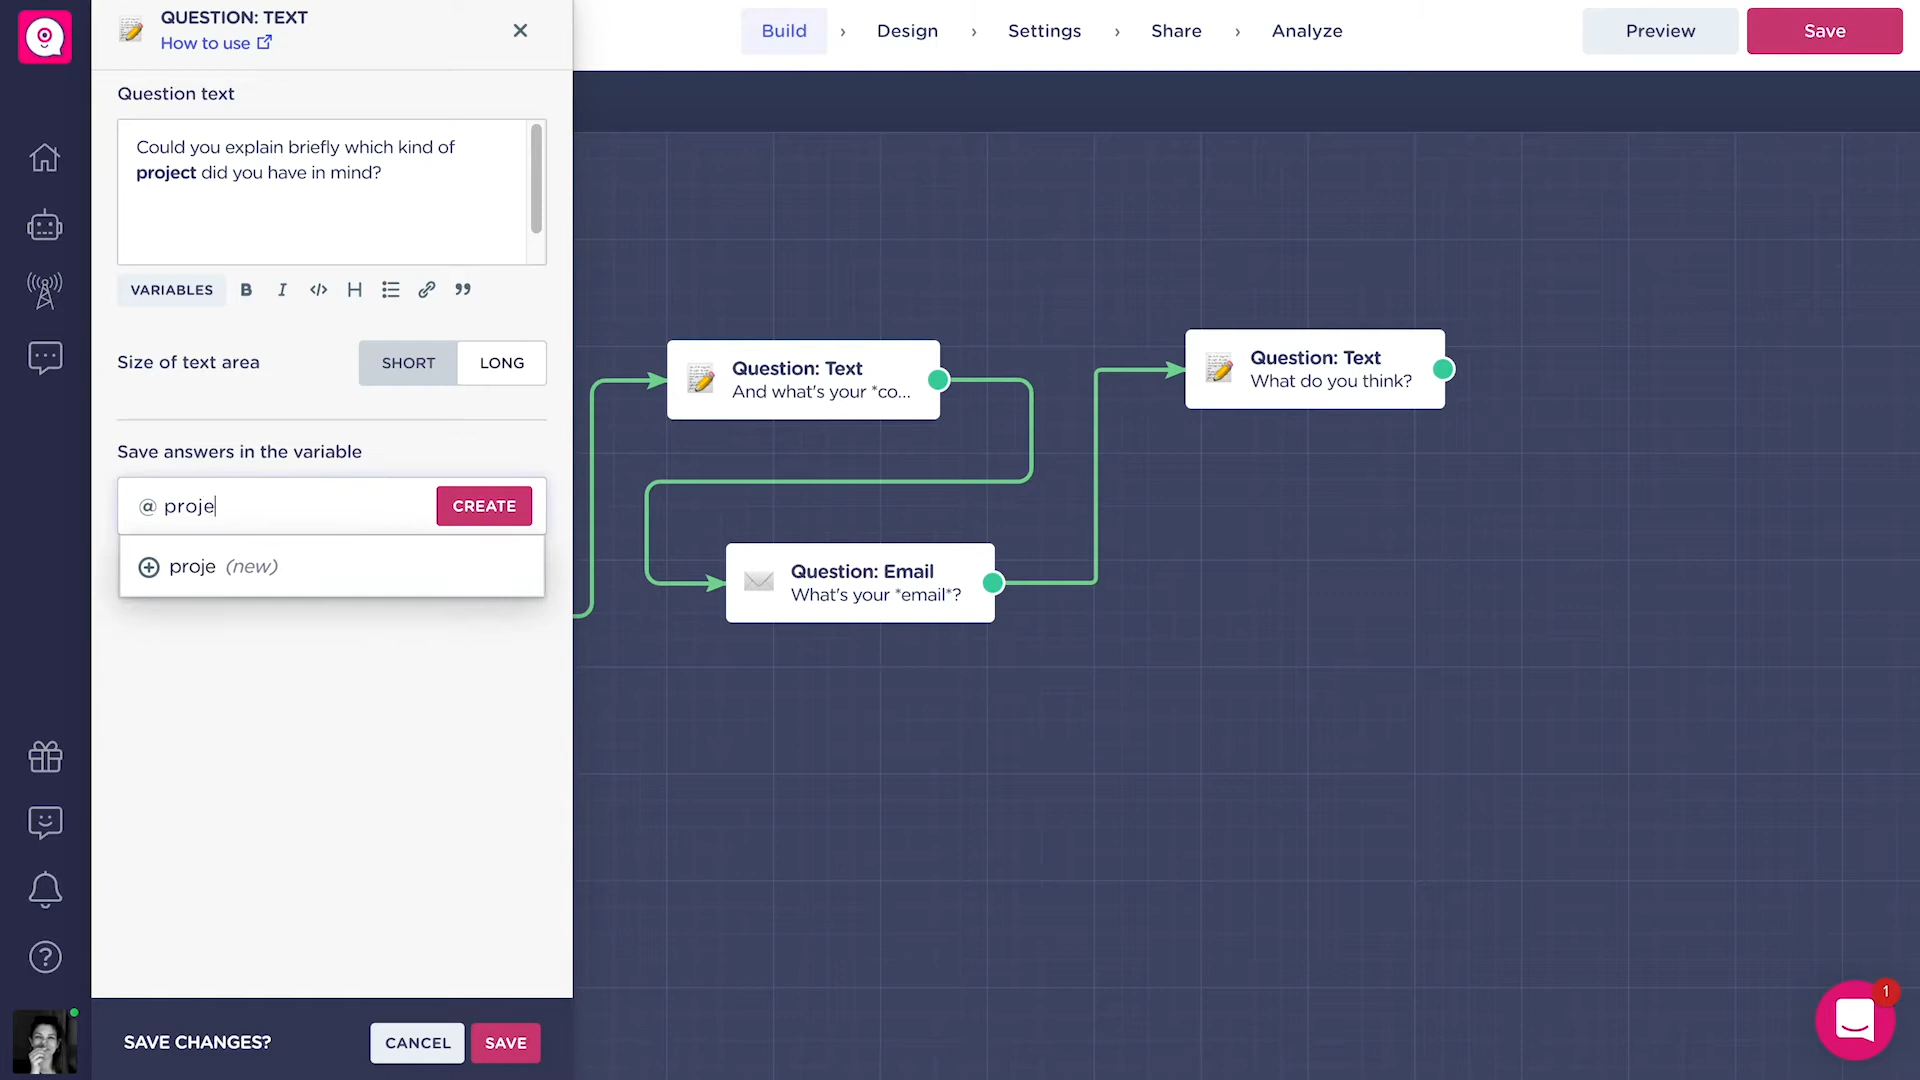 QUESTION: TEXT
How to use
Build
Design
Settings
Share
Analyze
Preview
Save
Question text
Could you explain briefly which kind of
project did you have in mind?
VARIABLES
B
I
</>
H
Size of text area
SHORT
LONG
Save answers in the variable
@ proje
CREATE
proje (new)
Question: Text
And what's your *co...
Question: Email
What's your *email*?
Question: Text
What do you think?
SAVE CHANGES?
CANCEL
SAVE
1